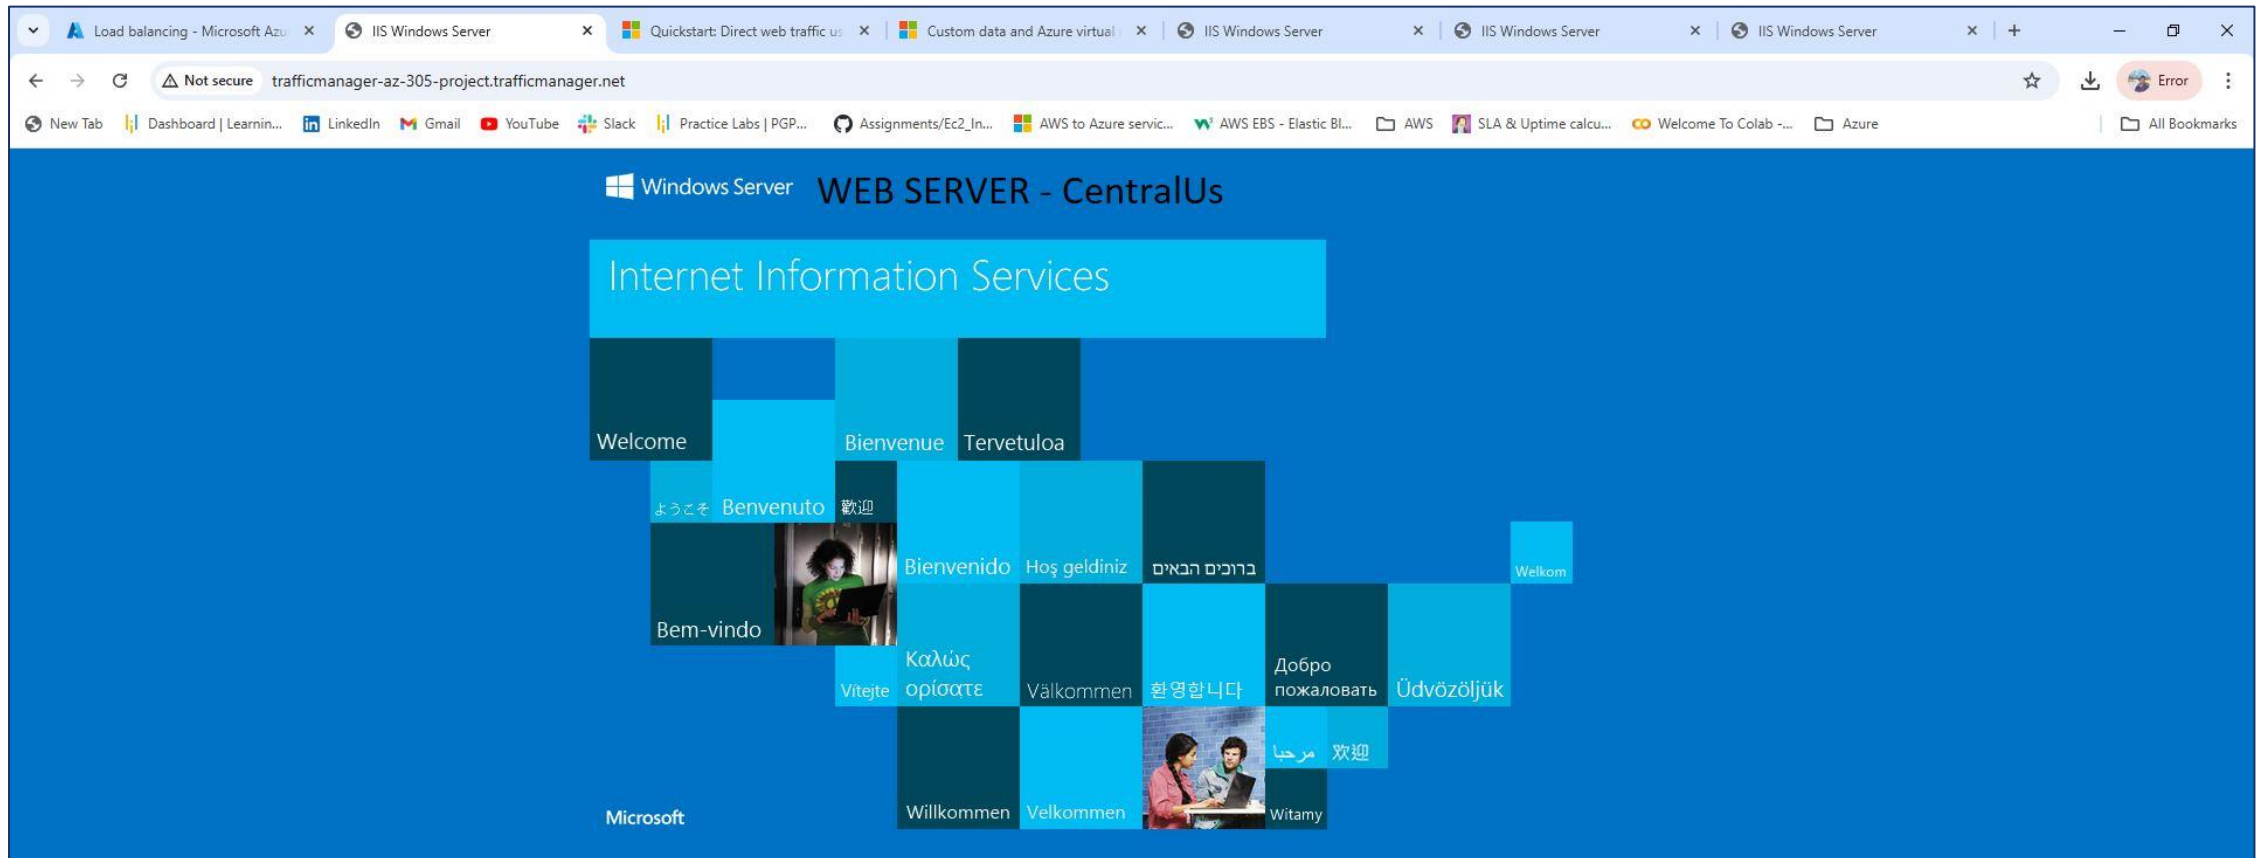 Load balancing - Microsoft Azu
IIS Windows Server
Quickstart: Direct web traffic us
Custom data and Azure virtual
IIS Windows Server
IIS Windows Server
IIS Windows Server
Not secure trafficmanager-az-305-project.trafficmanager.net
Error
New Tab
Dashboard | Learnin...
LinkedIn
Gmail
YouTube
Slack
Practice Labs | PGP...
Assignments/Ec2_In...
AWS to Azure servic...
AWS EBS - Elastic Bl...
AWS
SLA & Uptime calcu...
Welcome To Colab -...
Azure
All Bookmarks
Windows Server WEB SERVER - CentralUs
Internet Information Services
Welcome
Bienvenue
Tervetuloa
ようこそ
Benvenuto
歡迎
Bienvenido
Hoş geldiniz
ברוכים הבאים
Welkom
Bem-vindo
Vítejte
Καλώς
ορίσατε
Välkommen
환영합니다
Добро
пожаловать
Üdvözöljük
مرحبا
欢迎
Microsoft
Willkommen
Velkommen
Witamy